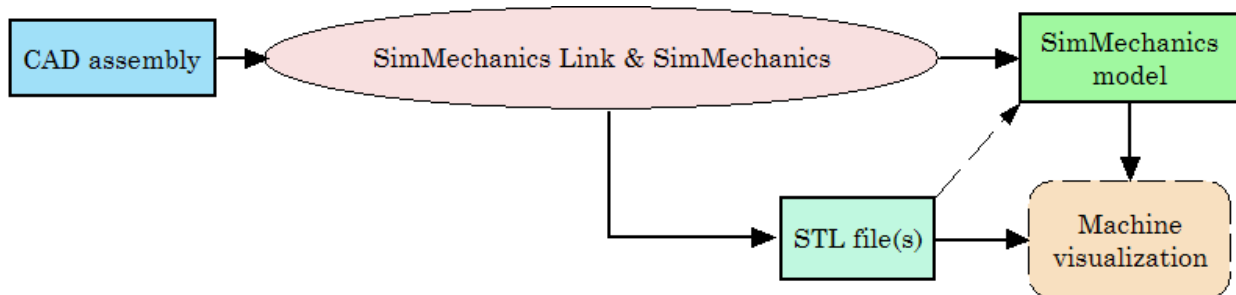 CAD assembly
SimMechanics Link & SimMechanics
SimMechanics
model
STL file(s)
Machine
visualization